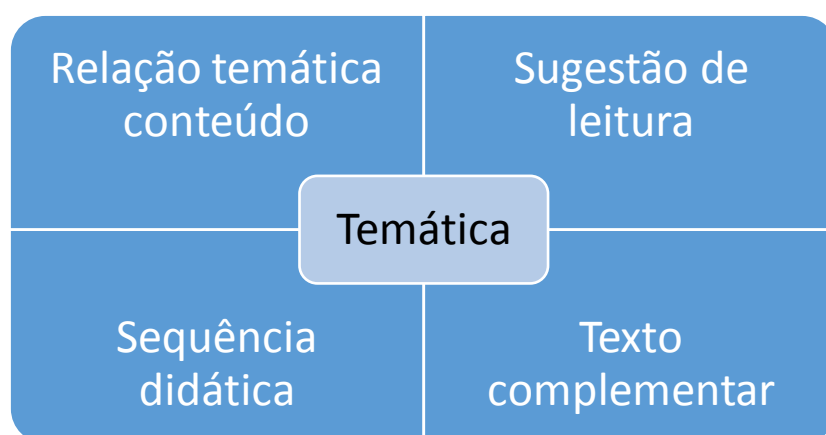 Relação temática
conteúdo
Sugestão de
leitura
Temática
Sequência
didática
Texto
complementar